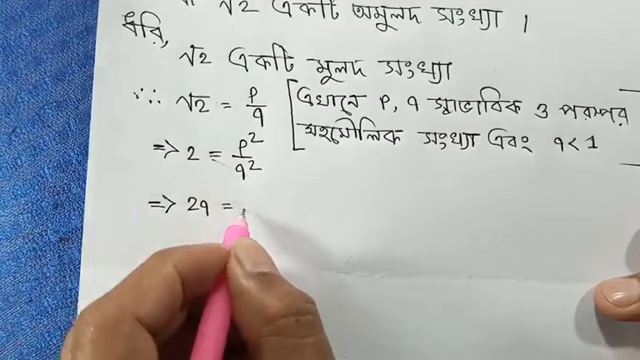 √2 একটি অমূলদ সংখ্যা ।
ধরি,
√2 একটি মূলদ সংখ্যা
∴ √2 = p/q [এখানে p, q স্বাভাবিক ও পরস্পর
সহমৌলিক সংখ্যা এবং q < 1
=> 2 = p²/q²
=> 2q =